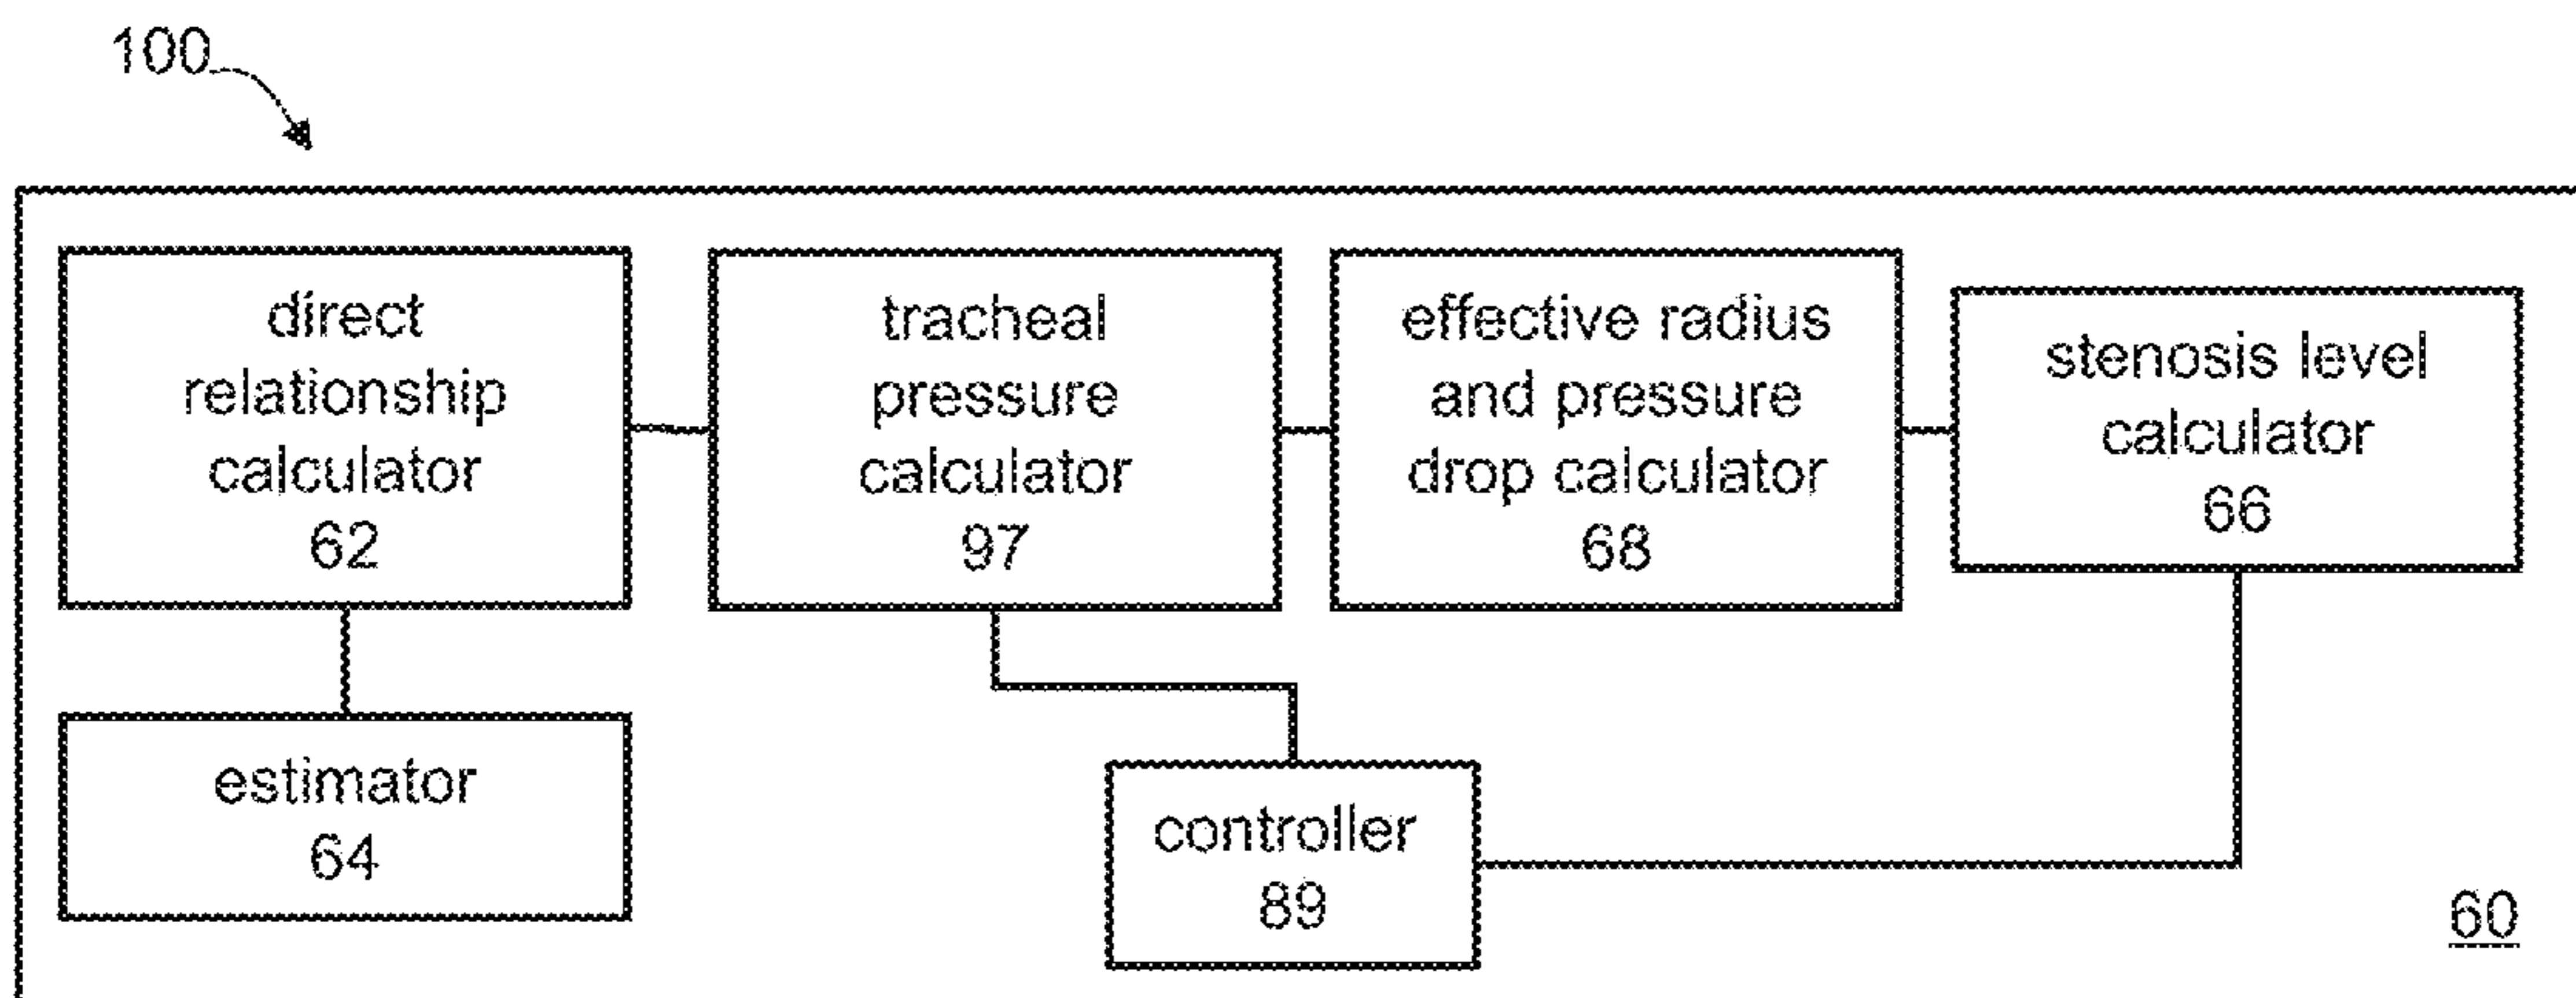 100
direct
relationship
calculator
62
tracheal
pressure
calculator
97
effective radius
and pressure
drop calculator
68
stenosis level
calculator
66
estimator
64
controller
89
60